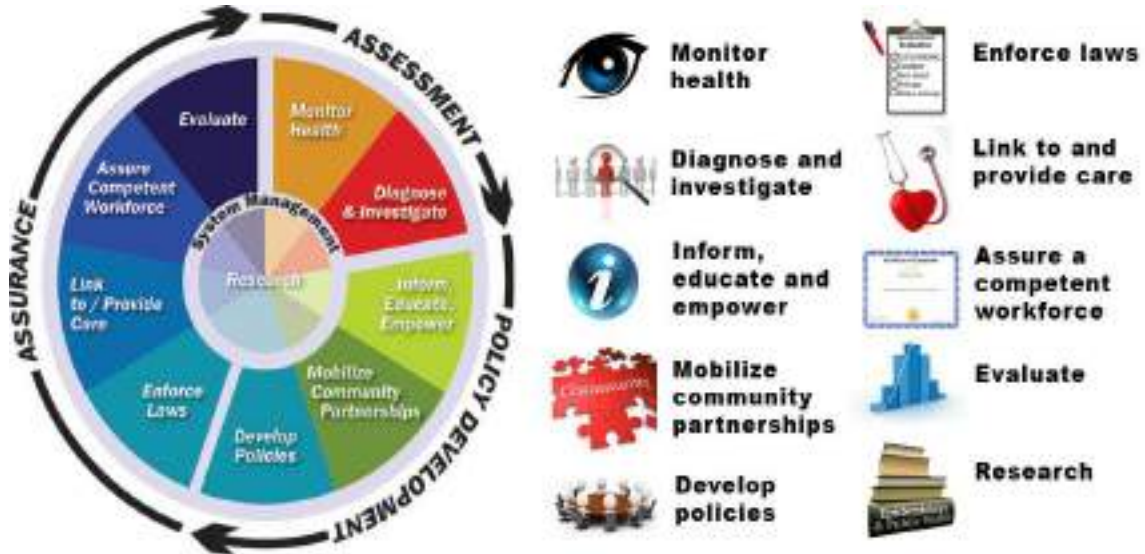 ASSESSMENT
POLICY DEVELOPMENT
ASSURANCE
Evaluate
Monitor
Health
Diagnose
& Investigate
Inform,
Educate,
Empower
Mobilize
Community
Partnerships
Develop
Policies
Enforce
Laws
Link
to / Provide
Care
Assure
Competent
Workforce
System Management
Research
Monitor
health
Diagnose and
investigate
i
Inform,
educate and
empower
Mobilize
community
partnerships
Develop
policies
Enforce laws
Link to and
provide care
Assure a
competent
workforce
Evaluate
Research